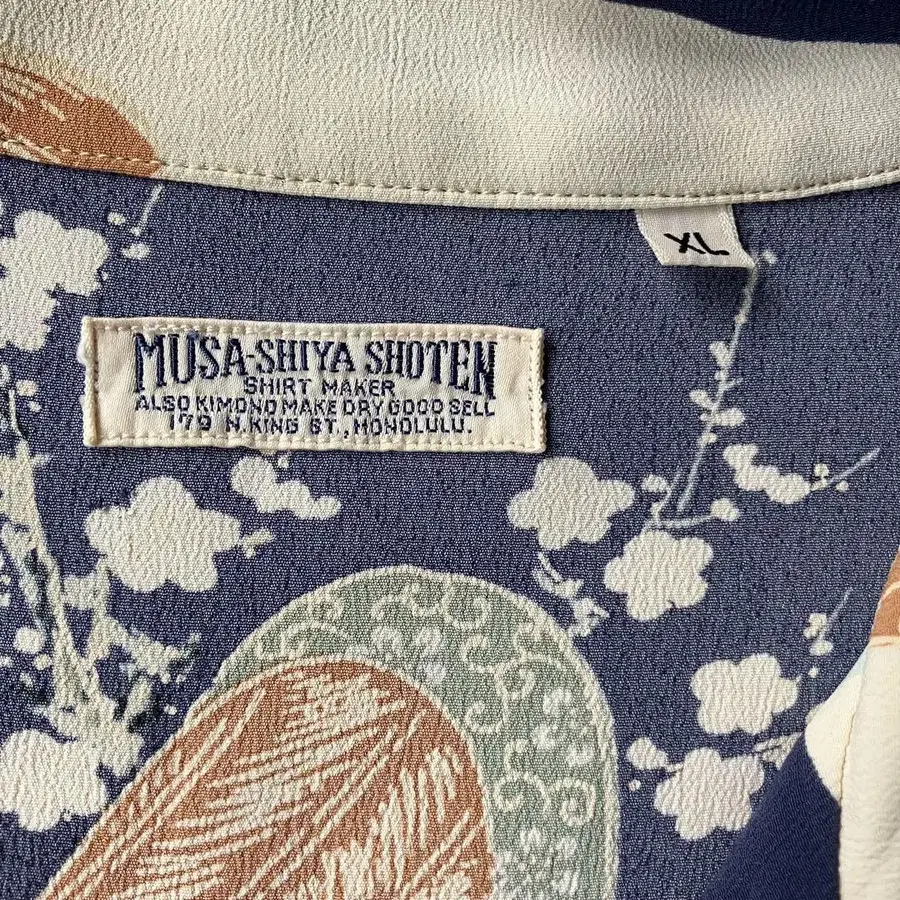 MUSA-SHIYA SHOTEN
SHIRT MAKER
ALSO KIMONO MAKE DRY GOOD SELL
179 N. KING ST., HONOLULU.
XL